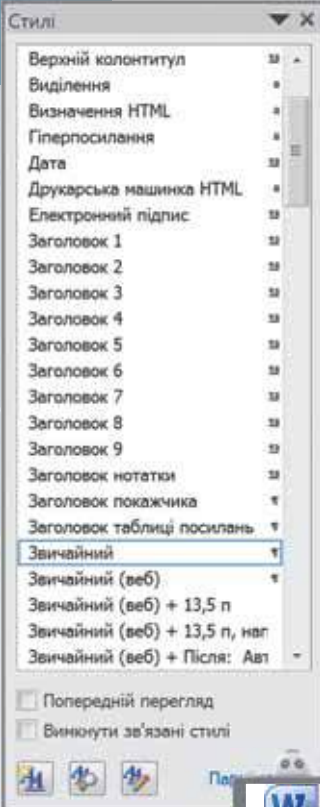 Стилі
Верхній колонтитул
Виділення
Визначення HTML
Гіперпосилання
Дата
Друкарська машинка HTML
Електронний підпис
Заголовок 1
Заголовок 2
Заголовок 3
Заголовок 4
Заголовок 5
Заголовок 6
Заголовок 7
Заголовок 8
Заголовок 9
Заголовок нотатки
Заголовок покажчика
Заголовок таблиці посилань
Звичайний
Звичайний (веб)
Звичайний (веб) + 13,5 п
Звичайний (веб) + 13,5 п, наг
Звичайний (веб) + Після: Авт
Попередній перегляд
Вимкнути зв'язані стилі